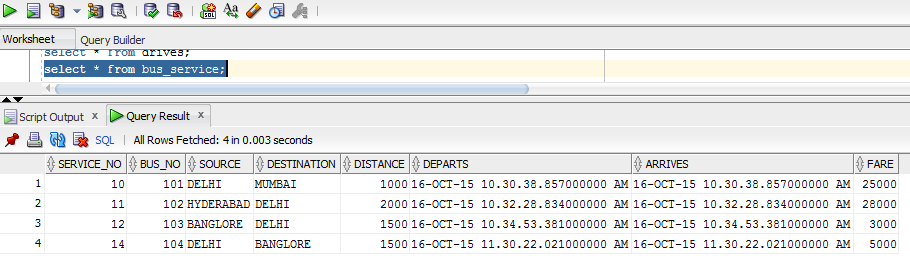 SQL Aa
Worksheet Query Builder
select * from drives;
select * from bus_service;
Script Output x Query Result x
SQL | All Rows Fetched: 4 in 0.003 seconds
SERVICE_NO BUS_NO SOURCE DESTINATION DISTANCE DEPARTS ARRIVES FARE
1 10 101 DELHI MUMBAI 1000 16-OCT-15 10.30.38.857000000 AM 16-OCT-15 10.30.38.857000000 AM 25000
2 11 102 HYDERABAD DELHI 2000 16-OCT-15 10.32.28.834000000 AM 16-OCT-15 10.32.28.834000000 AM 28000
3 12 103 BANGLORE DELHI 1500 16-OCT-15 10.34.53.381000000 AM 16-OCT-15 10.34.53.381000000 AM 3000
4 14 104 DELHI BANGLORE 1500 16-OCT-15 11.30.22.021000000 AM 16-OCT-15 11.30.22.021000000 AM 5000